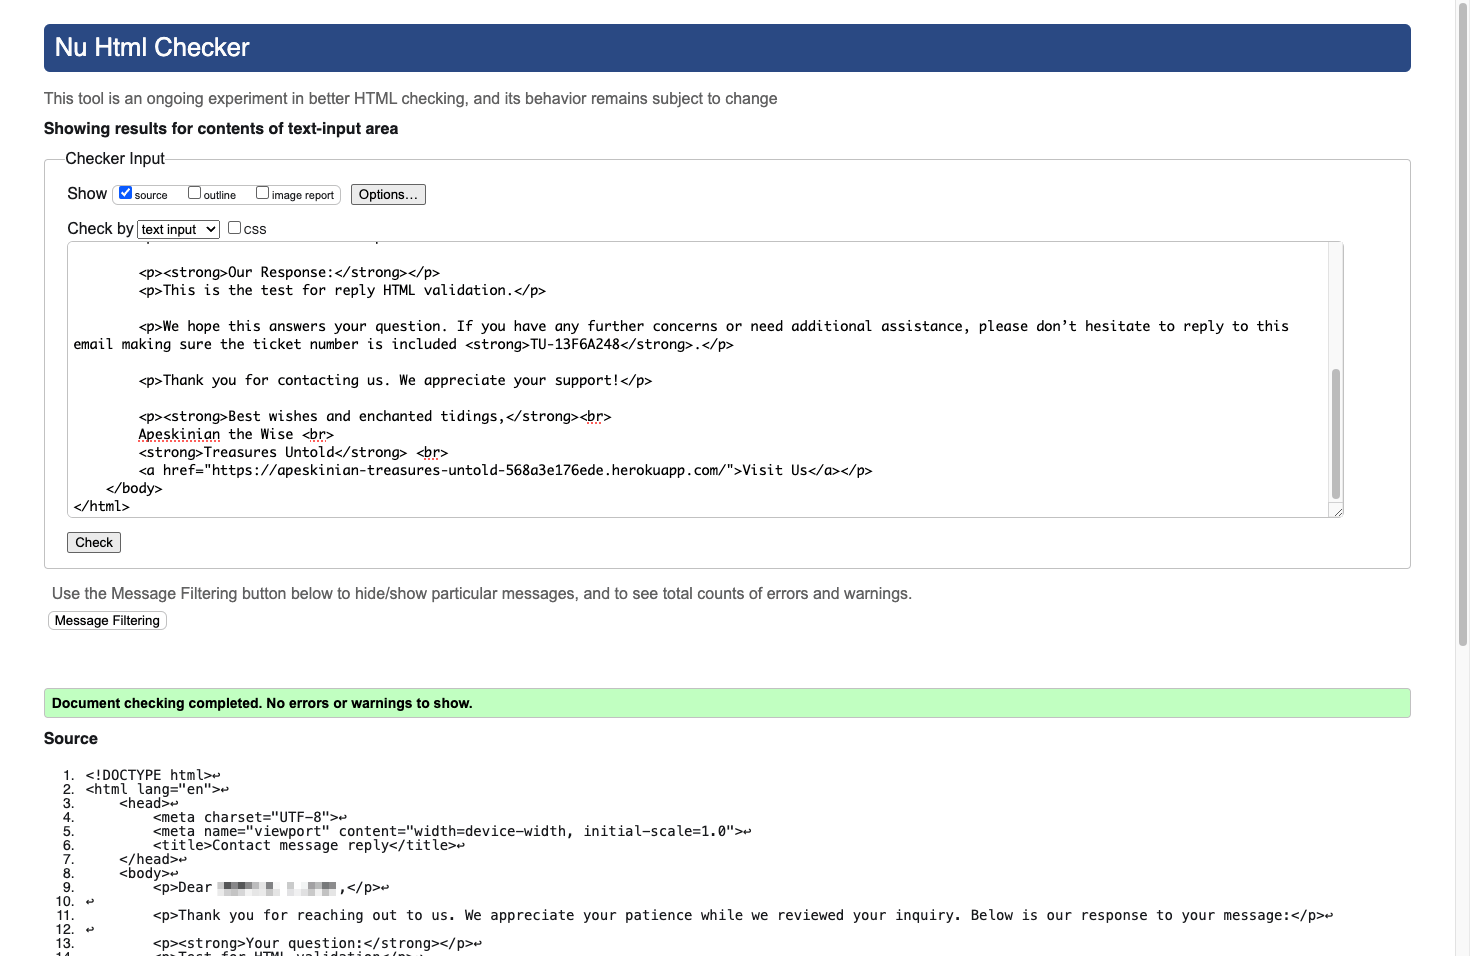 Nu Html Checker
This tool is an ongoing experiment in better HTML checking, and its behavior remains subject to change
Showing results for contents of text-input area
Checker Input
Show source outline image report Options...
Check by text input CSS
<p><strong>Our Response:</strong></p>
<p>This is the test for reply HTML validation.</p>
<p>We hope this answers your question. If you have any further concerns or need additional assistance, please don’t hesitate to reply to this
email making sure the ticket number is included <strong>TU-13F6A248</strong>.</p>
<p>Thank you for contacting us. We appreciate your support!</p>
<p><strong>Best wishes and enchanted tidings,</strong><br>
Apeskinian the Wise <br>
<strong>Treasures Untold</strong> <br>
<a href="https://apeskinian-treasures-untold-568a3e176ede.herokuapp.com/">Visit Us</a></p>
</body>
</html>
Check
Use the Message Filtering button below to hide/show particular messages, and to see total counts of errors and warnings.
Message Filtering
Document checking completed. No errors or warnings to show.
Source
1. <!DOCTYPE html>↩
2. <html lang="en">↩
3. <head>↩
4. <meta charset="UTF-8">↩
5. <meta name="viewport" content="width=device-width, initial-scale=1.0">↩
6. <title>Contact message reply</title>↩
7. </head>↩
8. <body>↩
9. <p>Dear ,</p>↩
10. ↩
11. <p>Thank you for reaching out to us. We appreciate your patience while we reviewed your inquiry. Below is our response to your message:</p>↩
12. ↩
13. <p><strong>Your question:</strong></p>↩
14. <p>Test for HTML validation</p>↩